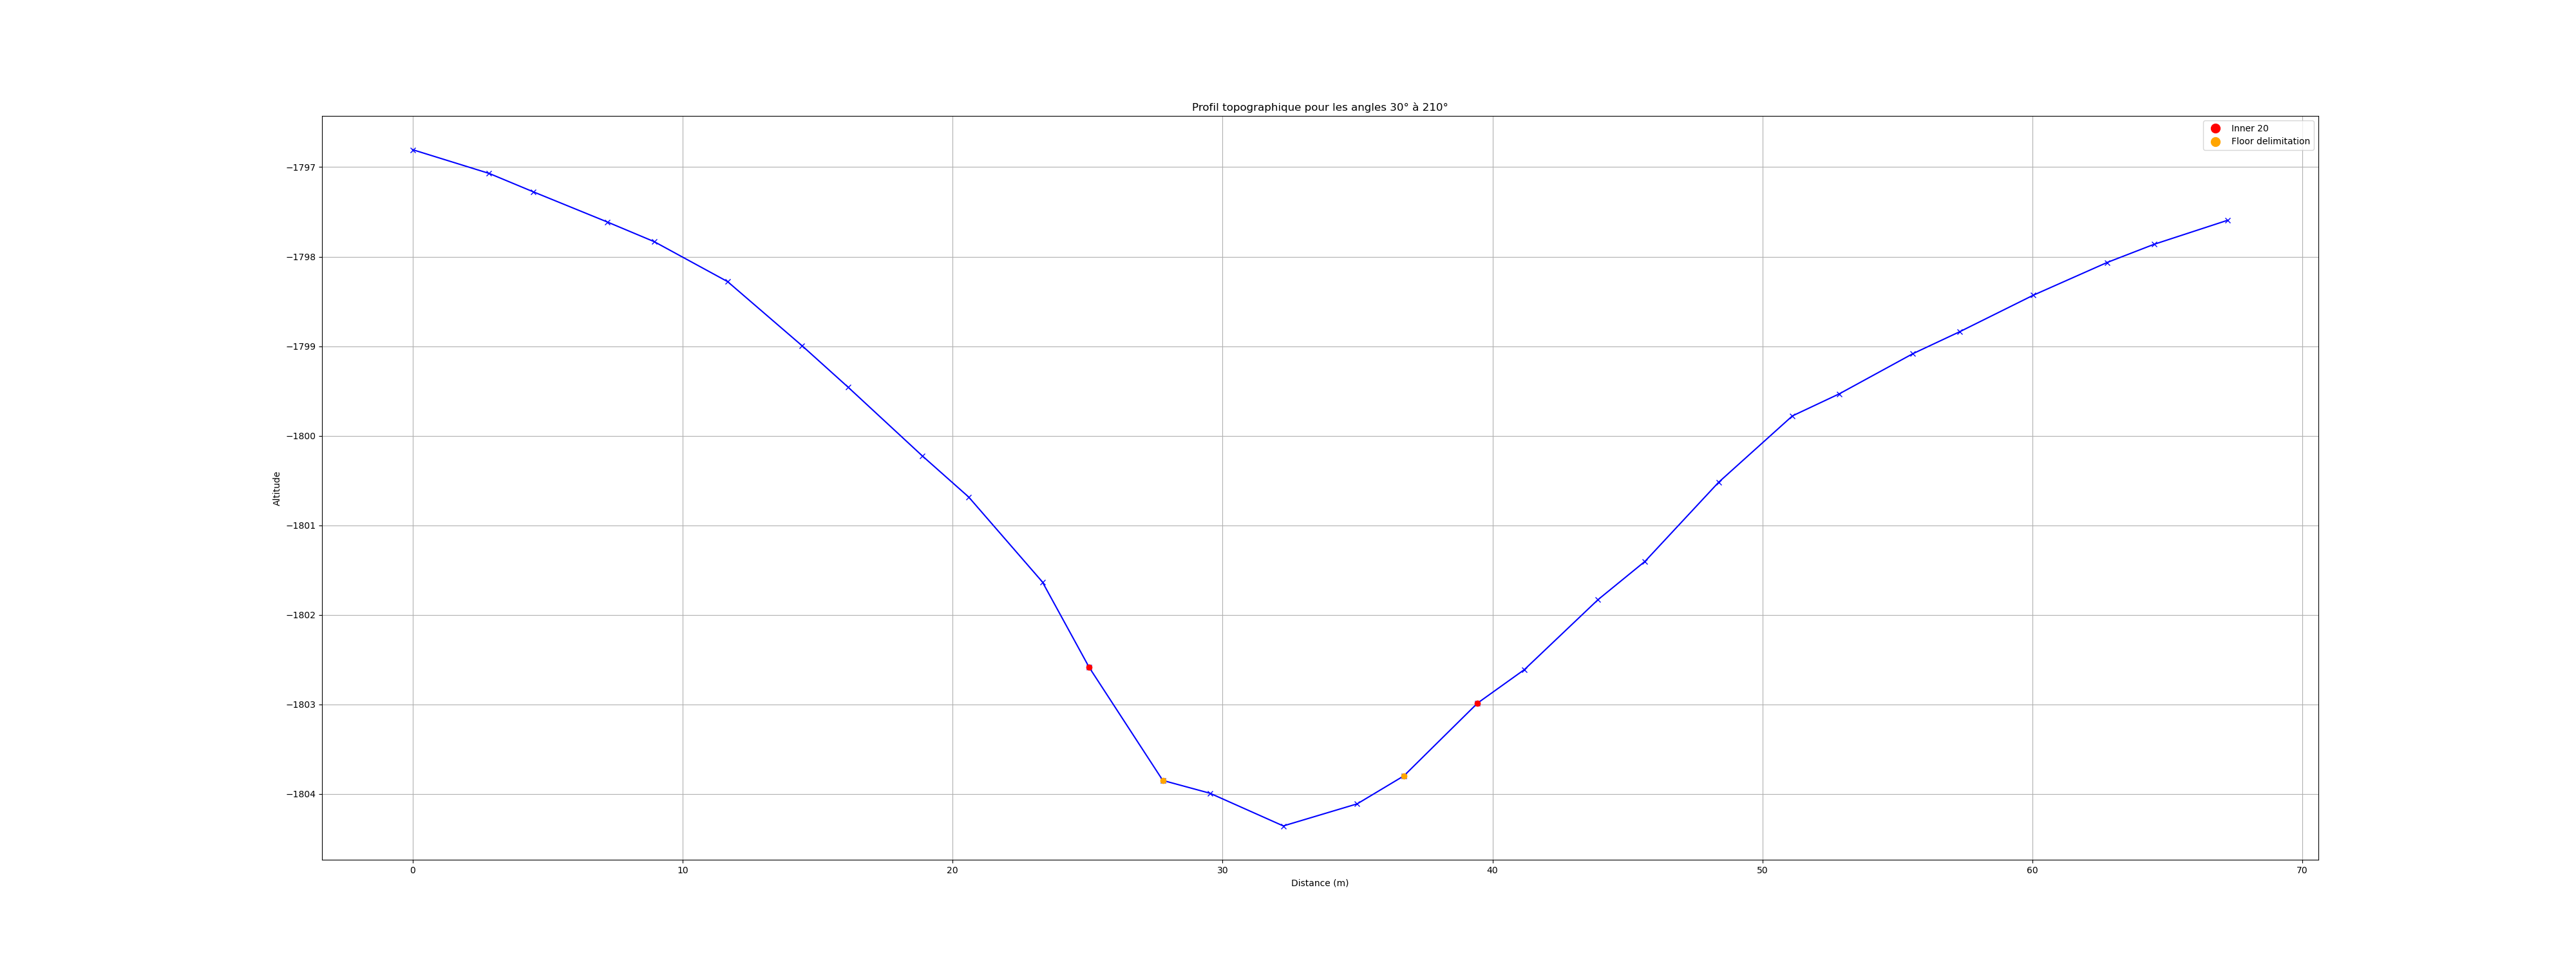 Profil topographique pour les angles 30° à 210°
Inner 20
Floor delimitation
−1797
−1798
−1799
−1800
−1801
−1802
−1803
−1804
Altitude
0 10 20 30 40 50 60 70
Distance (m)